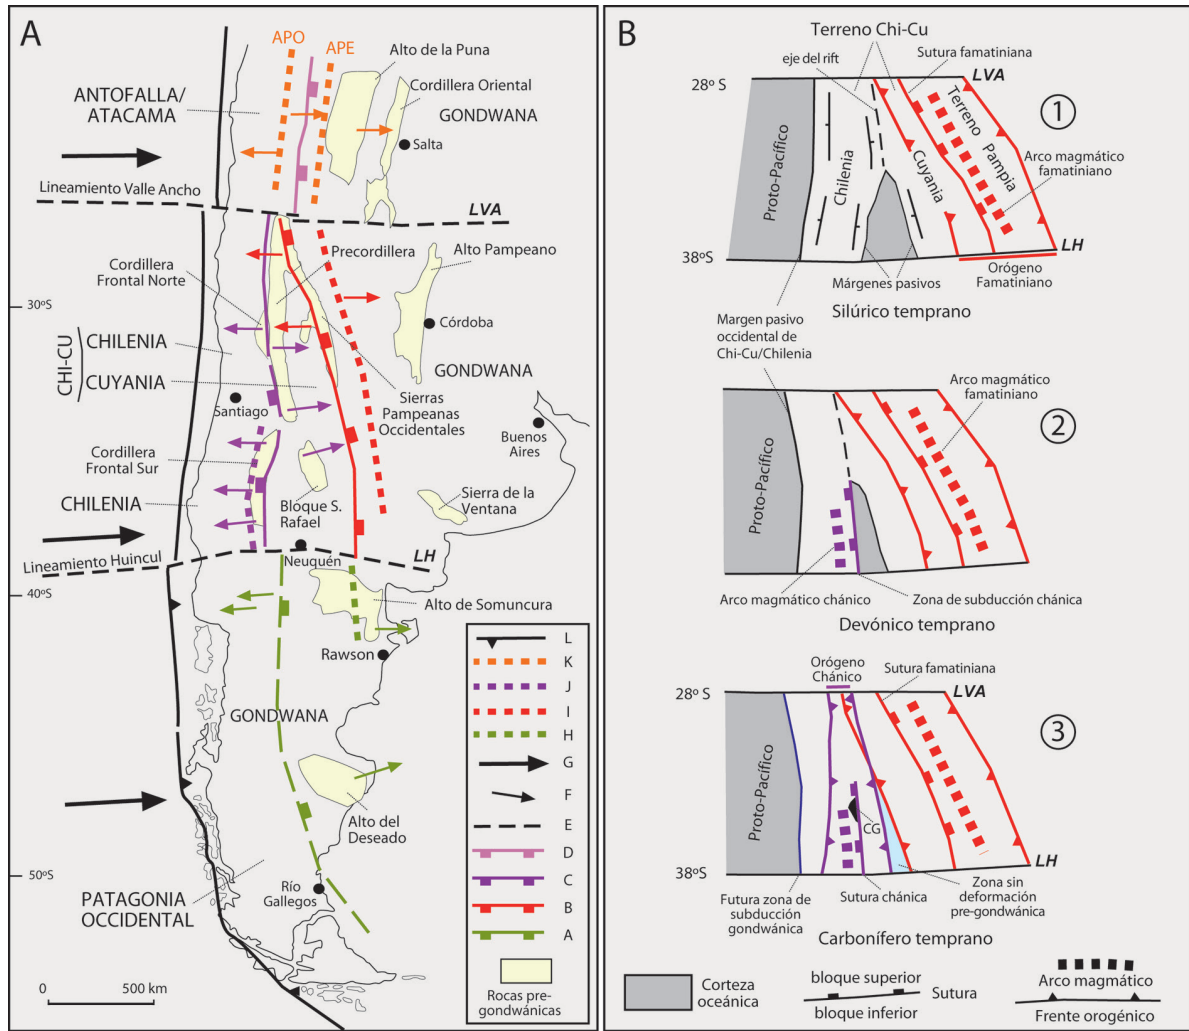 A
APO
APE
Alto de la Puna
Cordillera Oriental
ANTOFALLA/
ATACAMA
GONDWANA
Salta
Lineamiento Valle Ancho
LVA
Cordillera
Frontal Norte
Precordillera
Alto Pampeano
30ºS
Córdoba
CHI-CU
CHILENIA
CUYANIA
GONDWANA
Santiago
Sierras
Pampeanas
Occidentales
Buenos
Aires
Cordillera
Frontal Sur
CHILENIA
Bloque S.
Rafael
Sierra de la
Ventana
Lineamiento Huincul
Neuquén
LH
40ºS
Alto de Somuncura
Rawson
GONDWANA
Alto del
Deseado
50ºS
PATAGONIA
OCCIDENTAL
Río
Gallegos
0
500 km
L
K
J
I
H
G
F
E
D
C
B
A
Rocas pre-
gondwánicas
B
Terreno Chi-Cu
eje del rift
Sutura famatiniana
28º S
LVA
1
Proto-Pacífico
Chilenia
Cuyania
Terreno
Pampia
Arco magmático
famatiniano
38ºS
LH
Márgenes pasivos
Orógeno
Famatiniano
Silúrico temprano
Margen pasivo
occidental de
Chi-Cu/Chilenia
Arco magmático
famatiniano
2
Proto-Pacífico
Arco magmático chánico
Zona de subducción chánica
Devónico temprano
Orógeno
Chánico
Sutura famatiniana
28º S
LVA
3
Proto-Pacífico
CG
38ºS
LH
Futura zona de
subducción
gondwánica
Sutura chánica
Zona sin
deformación
pre-gondwánica
Carbonífero temprano
Corteza
oceánica
bloque superior
bloque inferior
Sutura
Arco magmático
Frente orogénico